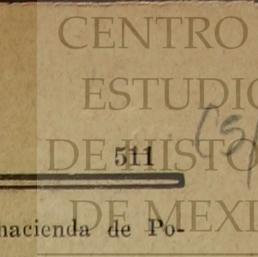 CENTRO
ESTUDIO
511
DE HISTO
hacienda de Po-
DE MEXI